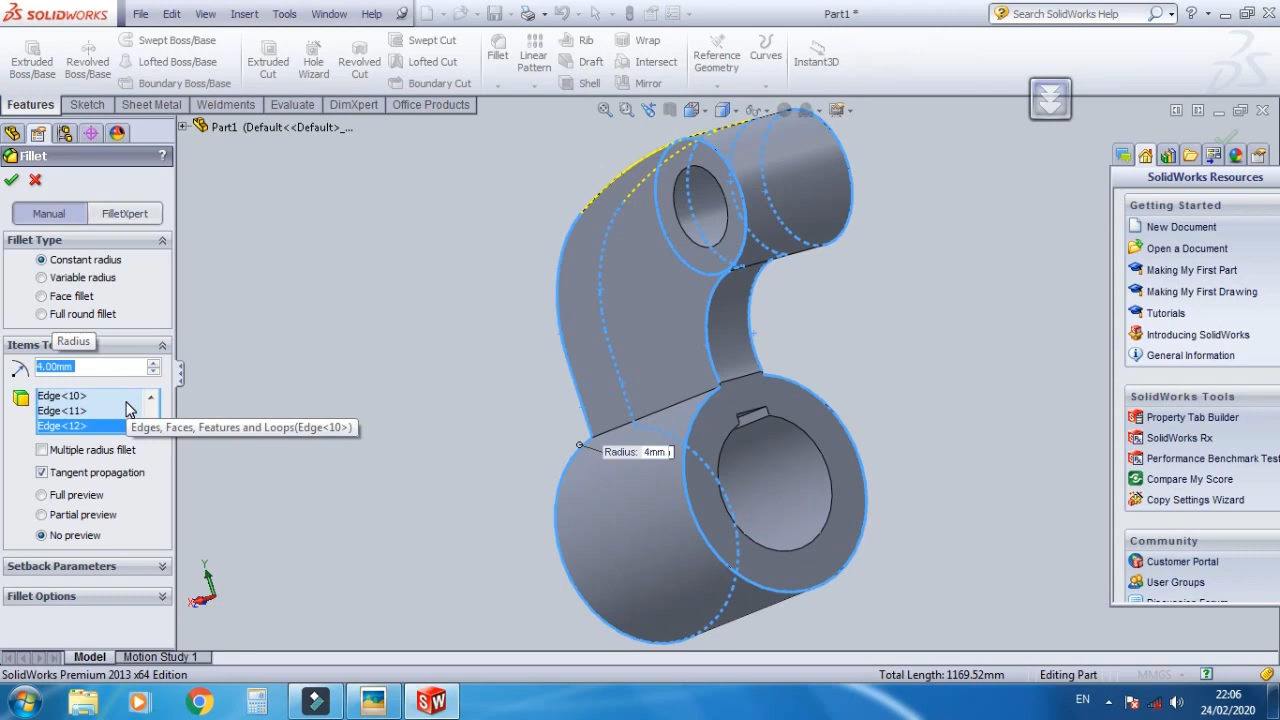 SOLIDWORKS
File Edit View Insert Tools Window Help
Part1 *
Search SolidWorks Help
Extruded Boss/Base
Revolved Boss/Base
Swept Boss/Base
Lofted Boss/Base
Boundary Boss/Base
Extruded Cut
Hole Wizard
Revolved Cut
Swept Cut
Lofted Cut
Boundary Cut
Fillet
Linear Pattern
Rib
Draft
Shell
Wrap
Intersect
Mirror
Reference Geometry
Curves
Instant3D
Features Sketch Sheet Metal Weldments Evaluate DimXpert Office Products
Part1 (Default<<Default>_...
Fillet ?
Manual FilletXpert
Fillet Type
Constant radius
Variable radius
Face fillet
Full round fillet
Radius
Items T
4.00mm
Edge<10>
Edge<11>
Edge<12>
Edges, Faces, Features and Loops(Edge<10>)
Multiple radius fillet
Tangent propagation
Full preview
Partial preview
No preview
Setback Parameters
Fillet Options
Radius: 4mm
Y
X
SolidWorks Resources
Getting Started
New Document
Open a Document
Making My First Part
Making My First Drawing
Tutorials
Introducing SolidWorks
General Information
SolidWorks Tools
Property Tab Builder
SolidWorks Rx
Performance Benchmark Test
Compare My Score
Copy Settings Wizard
Community
Customer Portal
User Groups
Discussion Forum
Model Motion Study 1
SolidWorks Premium 2013 x64 Edition
Total Length: 1169.52mm
Editing Part
MMGS
EN
22:06
24/02/2020